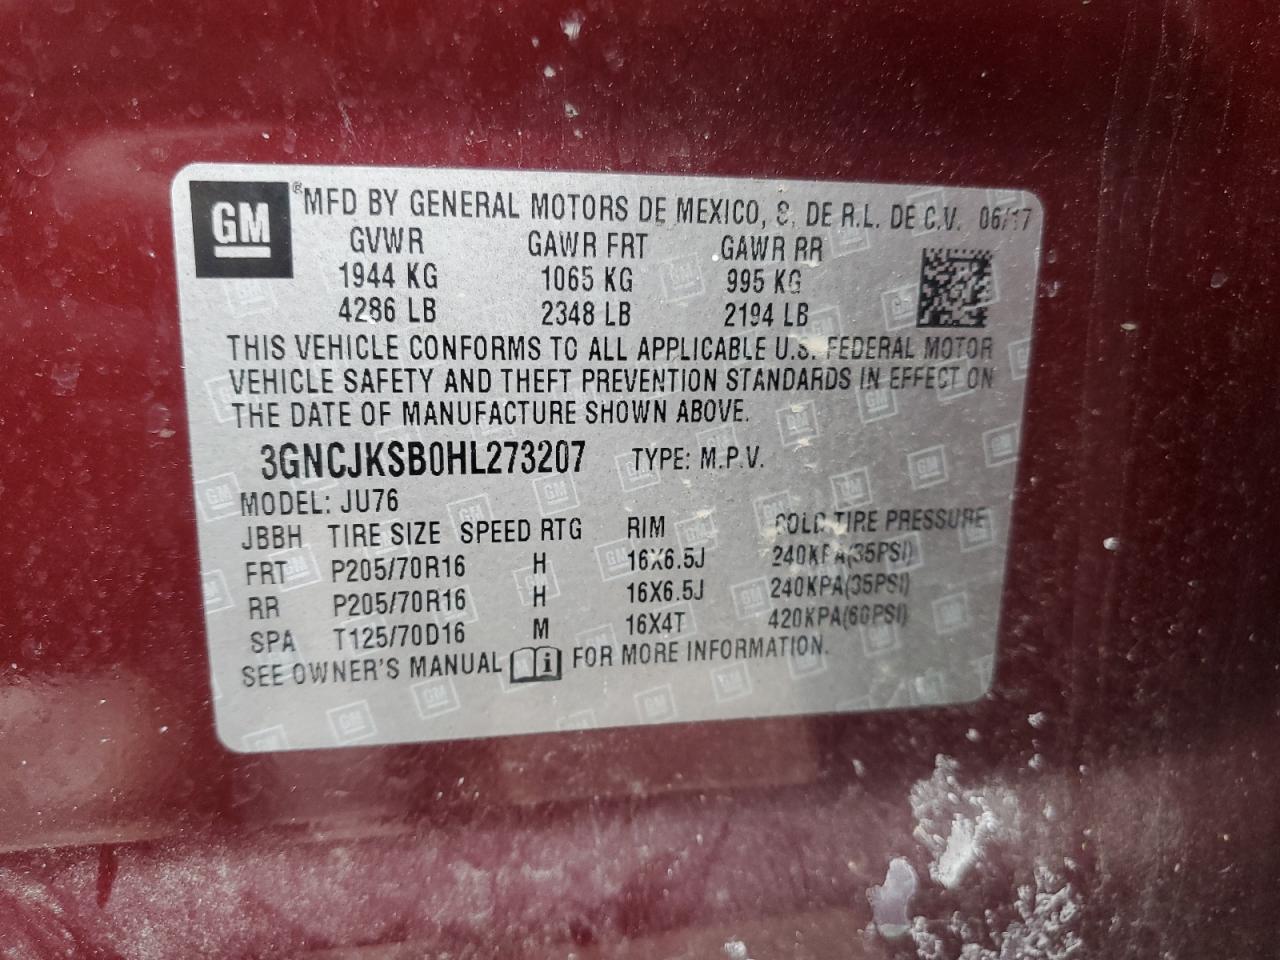 GM ® MFD BY GENERAL MOTORS DE MEXICO, S. DE R.L. DE C.V. 06/17
GVWR GAWR FRT GAWR RR
1944 KG 1065 KG 995 KG
4286 LB 2348 LB 2194 LB
THIS VEHICLE CONFORMS TO ALL APPLICABLE U.S. FEDERAL MOTOR
VEHICLE SAFETY AND THEFT PREVENTION STANDARDS IN EFFECT ON
THE DATE OF MANUFACTURE SHOWN ABOVE.
3GNCJKSB0HL273207 TYPE: M.P.V.
MODEL: JU76
JBBH TIRE SIZE SPEED RTG RIM COLD TIRE PRESSURE
FRT P205/70R16 H 16X6.5J 240KPA(35PSI)
RR P205/70R16 H 16X6.5J 240KPA(35PSI)
SPA T125/70D16 M 16X4T 420KPA(60PSI)
SEE OWNER'S MANUAL FOR MORE INFORMATION.